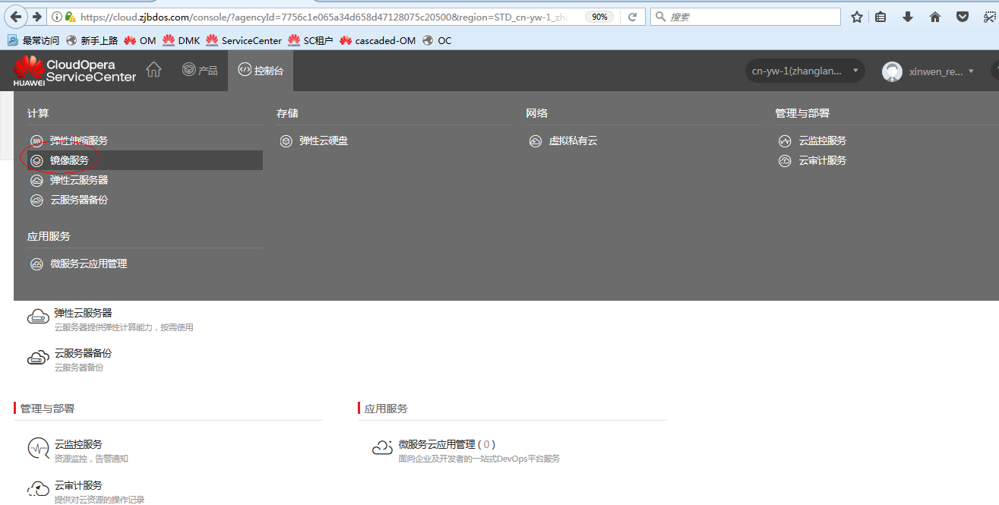 https://cloud.zjbdos.com/console/?agencyId=7756c1e065a34d658d47128075c20500&region=STD_cn-yw-1_zh
90%
搜索
最常访问 新手上路 OM DMK ServiceCenter SC租户 cascaded-OM OC
HUAWEI
CloudOpera
ServiceCenter
产品
控制台
cn-yw-1(zhanglan...
xinwen_re...
计算
弹性伸缩服务
镜像服务
弹性云服务器
云服务器备份
应用服务
微服务云应用管理
存储
弹性云硬盘
网络
虚拟私有云
管理与部署
云监控服务
云审计服务
弹性云服务器
云服务器提供弹性计算能力，按需使用
云服务器备份
云服务器备份
管理与部署
云监控服务
资源监控，告警通知
云审计服务
提供对云资源的操作记录
应用服务
微服务云应用管理 ( 0 )
面向企业及开发者的一站式DevOps平台服务